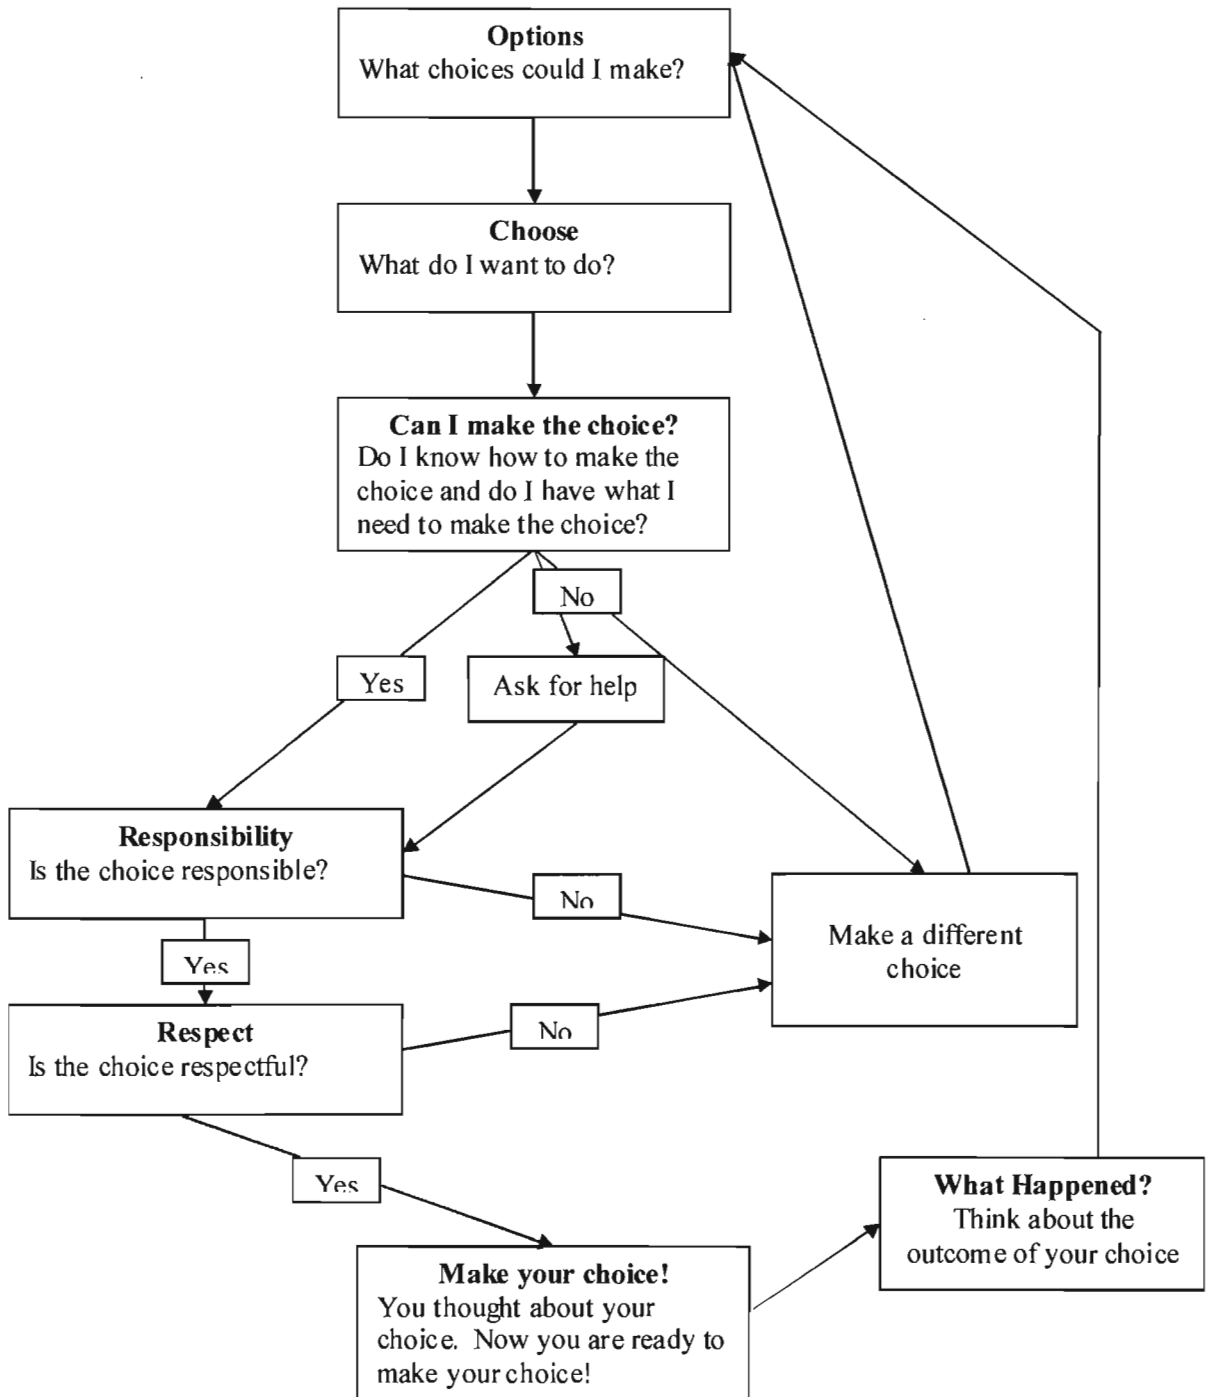 Options
What choices could I make?
Choose
What do I want to do?
Can I make the choice?
Do I know how to make the
choice and do I have what I
need to make the choice?
No
Yes
Ask for help
Responsibility
Is the choice responsible?
No
Make a different
choice
Yes
Respect
Is the choice respectful?
No
Yes
What Happened?
Think about the
outcome of your choice
Make your choice!
You thought about your
choice. Now you are ready to
make your choice!